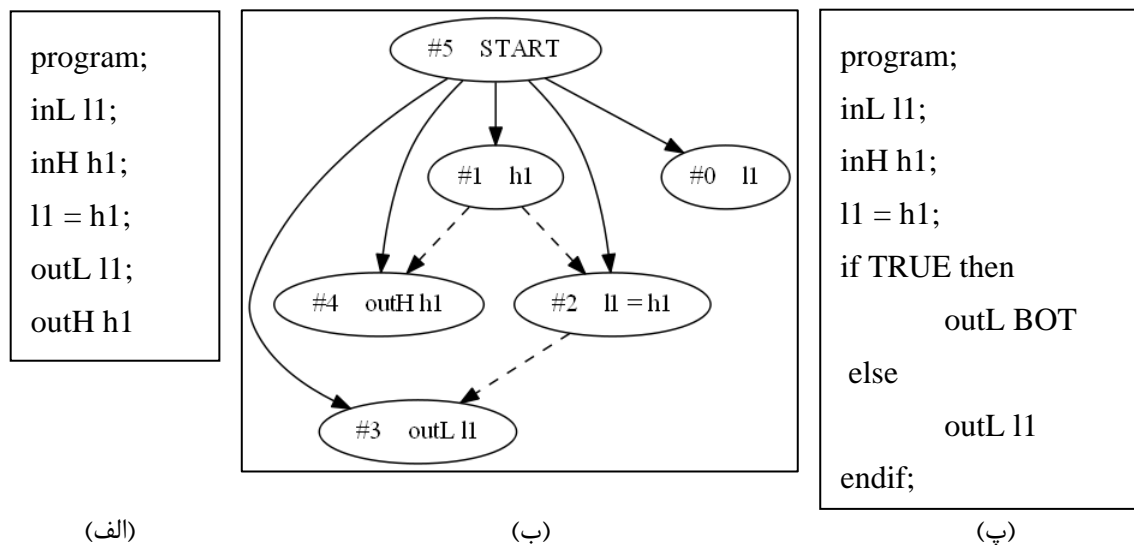 program;
inL l1;
inH h1;
l1 = h1;
outL l1;
outH h1
(الف)
#5 START
#1 h1
#0 l1
#4 outH h1
#2 l1 = h1
#3 outL l1
(ب)
program;
inL l1;
inH h1;
l1 = h1;
if TRUE then
outL BOT
else
outL l1
endif;
(پ)